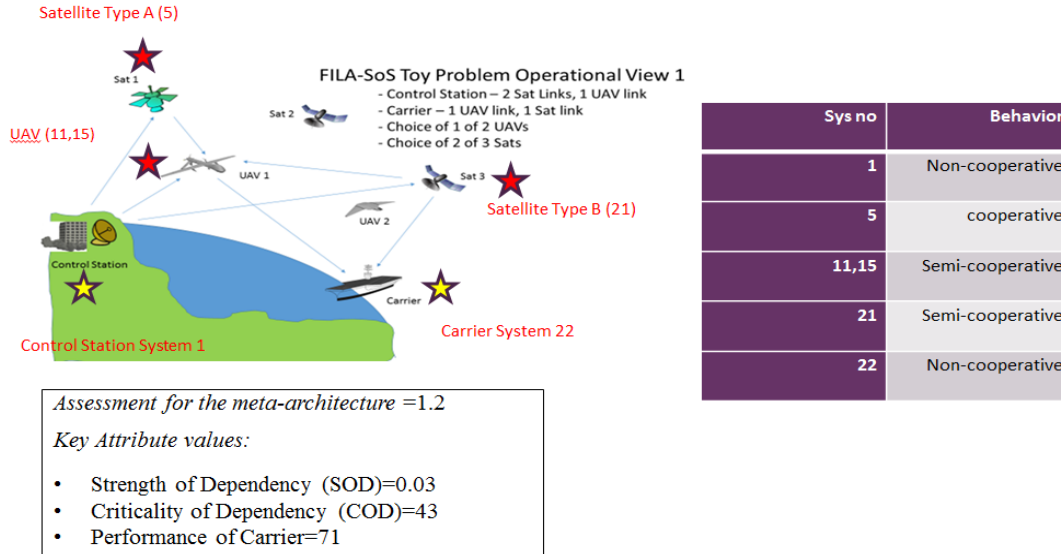 Satellite Type A (5)
Sat 1
FILA-SoS Toy Problem Operational View 1
- Control Station – 2 Sat Links, 1 UAV link
- Carrier – 1 UAV link, 1 Sat link
- Choice of 1 of 2 UAVs
- Choice of 2 of 3 Sats
Sat 2
UAV (11,15)
UAV 1
Sat 3
Satellite Type B (21)
UAV 2
Control Station
Carrier
Control Station System 1
Carrier System 22
Sys no Behavior
1 Non-cooperative
5 cooperative
11,15 Semi-cooperative
21 Semi-cooperative
22 Non-cooperative
Assessment for the meta-architecture =1.2
Key Attribute values:
• Strength of Dependency (SOD)=0.03
• Criticality of Dependency (COD)=43
• Performance of Carrier=71